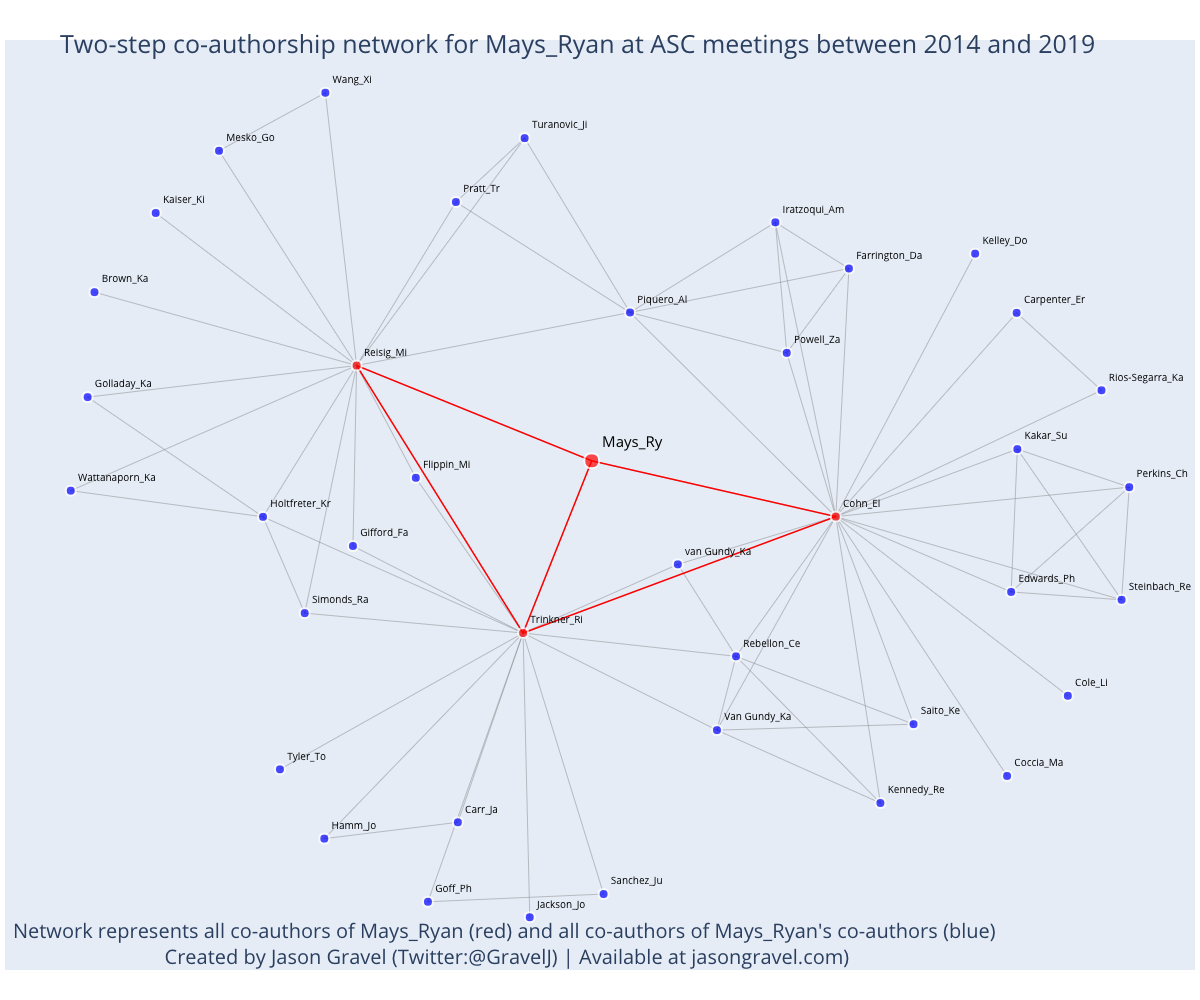 Two-step co-authorship network for Mays_Ryan at ASC meetings between 2014 and 2019
Wang_Xi
Turanovic_Ji
Mesko_Go
Pratt_Tr
Kaiser_Ki
Iratzoqui_Am
Kelley_Do
Farrington_Da
Brown_Ka
Piquero_Al
Carpenter_Er
Powell_Za
Reisig_Mi
Rios-Segarra_Ka
Golladay_Ka
Kakar_Su
Mays_Ry
Flippin_Mi
Perkins_Ch
Wattanaporn_Ka
Holtfreter_Kr
Cohn_El
Gifford_Fa
van Gundy_Ka
Edwards_Ph
Steinbach_Re
Simonds_Ra
Trinkner_Ri
Rebellon_Ce
Cole_Li
Van Gundy_Ka
Saito_Ke
Tyler_To
Coccia_Ma
Kennedy_Re
Carr_Ja
Hamm_Jo
Sanchez_Ju
Goff_Ph
Jackson_Jo
Network represents all co-authors of Mays_Ryan (red) and all co-authors of Mays_Ryan's co-authors (blue)
Created by Jason Gravel (Twitter:@GravelJ) | Available at jasongravel.com)